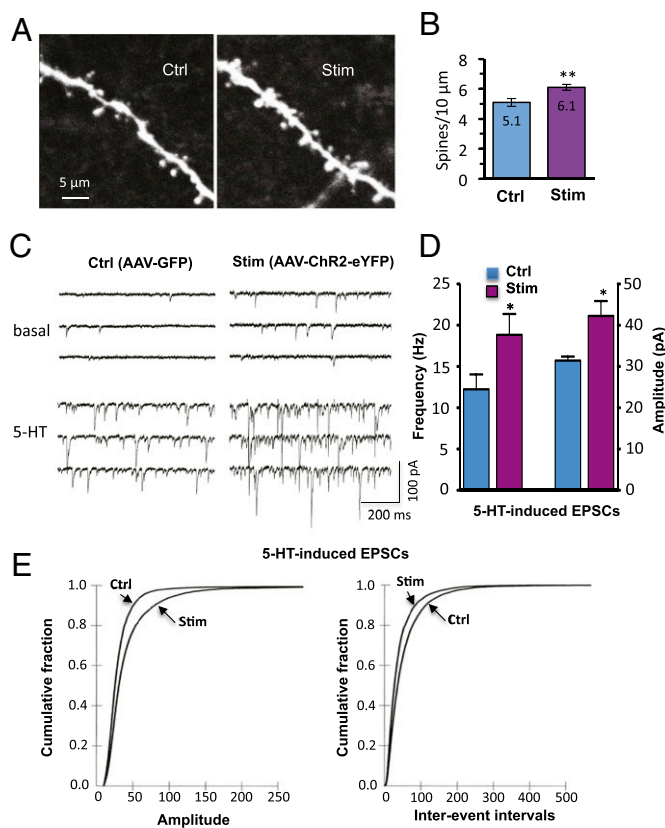 A
Ctrl
Stim
5 µm
B
Spines/10 µm
8
6
4
2
0
**
5.1
6.1
Ctrl
Stim
C
Ctrl (AAV-GFP)
Stim (AAV-ChR2-eYFP)
basal
5-HT
100 pA
200 ms
D
Ctrl
Stim
Frequency (Hz)
25
20
15
10
5
0
*
*
50
40
30
20
10
0
Amplitude (pA)
5-HT-induced EPSCs
E
5-HT-induced EPSCs
Cumulative fraction
1.0
0.8
0.6
0.4
0.2
0.0
Ctrl
Stim
0
50
100
150
200
250
Amplitude
Cumulative fraction
1.0
0.8
0.6
0.4
0.2
0.0
Stim
Ctrl
0
100
200
300
400
500
Inter-event intervals